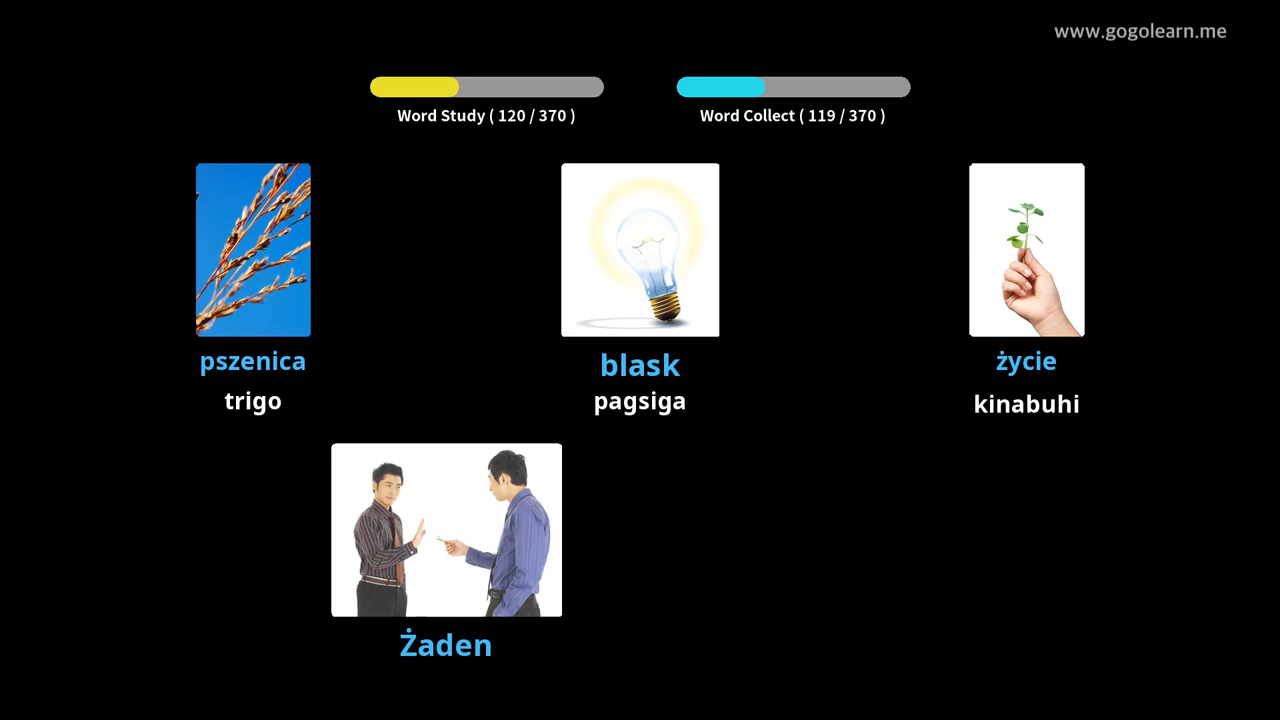 www.gogolearn.me
Word Study ( 120 / 370 )
Word Collect ( 119 / 370 )
pszenica
trigo
blask
pagsiga
życie
kinabuhi
Żaden